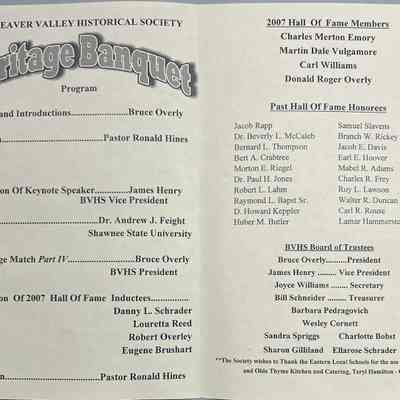 EAVER VALLEY HISTORICAL SOCIETY
ritage Banquet
Program
and Introductions......................Bruce Overly
Pastor Ronald Hines
on Of Keynote Speaker............James Henry
BVHS Vice President
Dr. Andrew J. Feight
Shawnee State University
ge Match Part IV....................Bruce Overly
BVHS President
on Of 2007 Hall Of Fame Inductees................
Danny L. Schrader
Louretta Reed
Robert Overley
Eugene Brushart
Pastor Ronald Hines
2007 Hall Of Fame Members
Charles Merton Emory
Martin Dale Vulgamore
Carl Williams
Donald Roger Overly
Past Hall Of Fame Honorees
Jacob Rapp Samuel Slavens
Dr. Beverly L. McCaleb Branch W. Rickey
Bernard L. Thompson Jacob E. Davis
Bert A. Crabtree Earl E. Hoover
Morton E. Riegel Mabel R. Adams
Dr. Paul H. Jones Charles R. Frey
Robert L. Lahm Roy L. Lawson
Raymond L. Bapst Sr. Walter R. Duncan
D. Howard Keppler Carl R. Rouse
Huber M. Butler Lamar Hammerste
BVHS Board of Trustees
Bruce Overly........President
James Henry ......... Vice President
Joyce Williams ......... Secretary
Bill Schneider ......... Treasurer
Barbara Pedragovich
Wesley Cornett
Sandra Spriggs Charlotte Bobst
Sharon Gilliland Ellarose Schrader
**The Society wishes to Thank the Eastern Local Schools for the use
and Olde Thyme Kitchen and Catering, Taryl Hamilton -